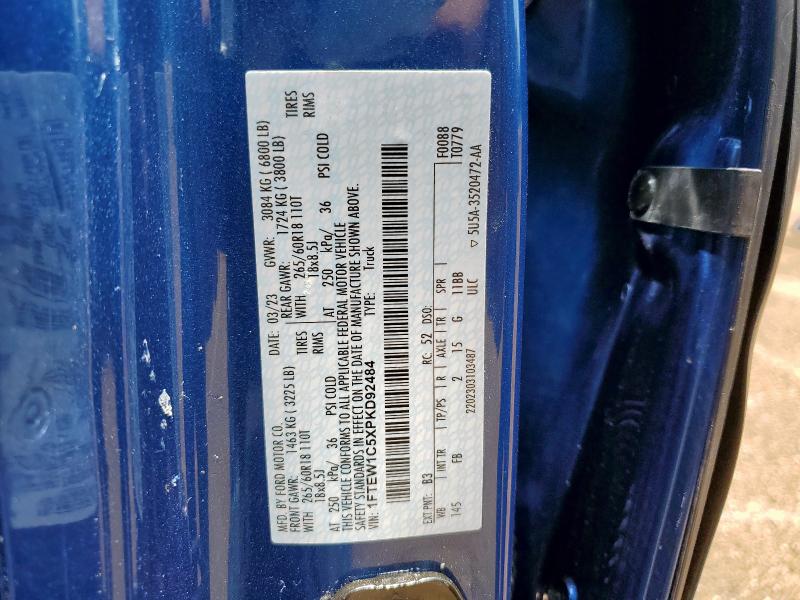 MFD. BY FORD MOTOR CO.
DATE: 03/23 GVWR: 3084 KG ( 6800 LB)
FRONT GAWR: 1463 KG ( 3225 LB) REAR GAWR: 1724 KG ( 3800 LB)
WITH 265/60R18 110T TIRES WITH 265/60R18 110T TIRES
18x8.5J RIMS 18x8.5J RIMS
AT 250 kPa/ 36 PSI COLD AT 250 kPa/ 36 PSI COLD
THIS VEHICLE CONFORMS TO ALL APPLICABLE FEDERAL MOTOR VEHICLE
SAFETY STANDARDS IN EFFECT ON THE DATE OF MANUFACTURE SHOWN ABOVE.
VIN: 1FTEW1C5XPKD92484 TYPE: Truck
EXT PNT: B3 RC: 52 DSO: F0088
WB INT TR TP/PS R AXLE TR SPR T0779
145 FB 2 15 G 11BB
2202303103487 ULC ▽ 5U5A-3520472-AA